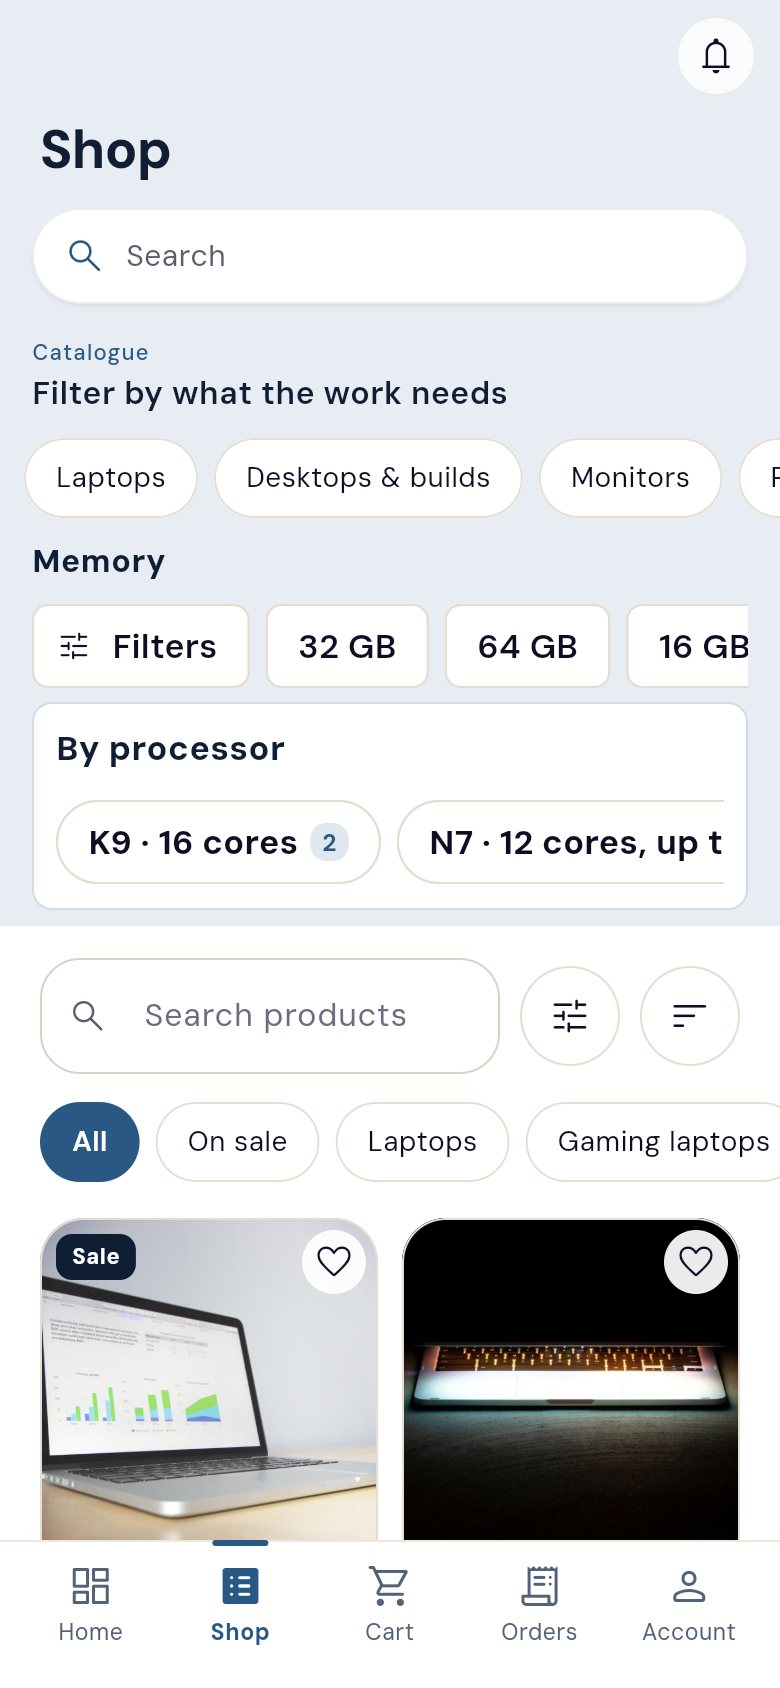 Shop
Search
Catalogue
Filter by what the work needs
Laptops
Desktops & builds
Monitors
Memory
Filters
32 GB
64 GB
16 GB
By processor
K9 · 16 cores 2
N7 · 12 cores, up t
Search products
All
On sale
Laptops
Gaming laptops
Sale
Home
Shop
Cart
Orders
Account